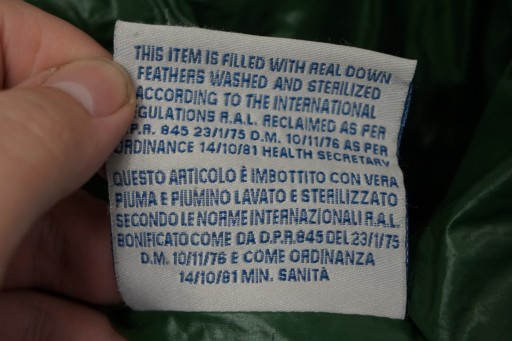 THIS ITEM IS FILLED WITH REAL DOWN
FEATHERS WASHED AND STERILIZED
ACCORDING TO THE INTERNATIONAL
REGULATIONS R.A.L. RECLAIMED AS PER
D.P.R. 845 23/1/75 D.M. 10/11/76 AS PER
ORDINANCE 14/10/81 HEALTH SECRETARY
QUESTO ARTICOLO È IMBOTTITO CON VERA
PIUMA E PIUMINO LAVATO E STERILIZZATO
SECONDO LE NORME INTERNAZIONALI R.A.L.
BONIFICATO COME DA D.P.R.845 DEL 23/1/75
D.M. 10/11/76 E COME ORDINANZA
14/10/81 MIN. SANITÀ